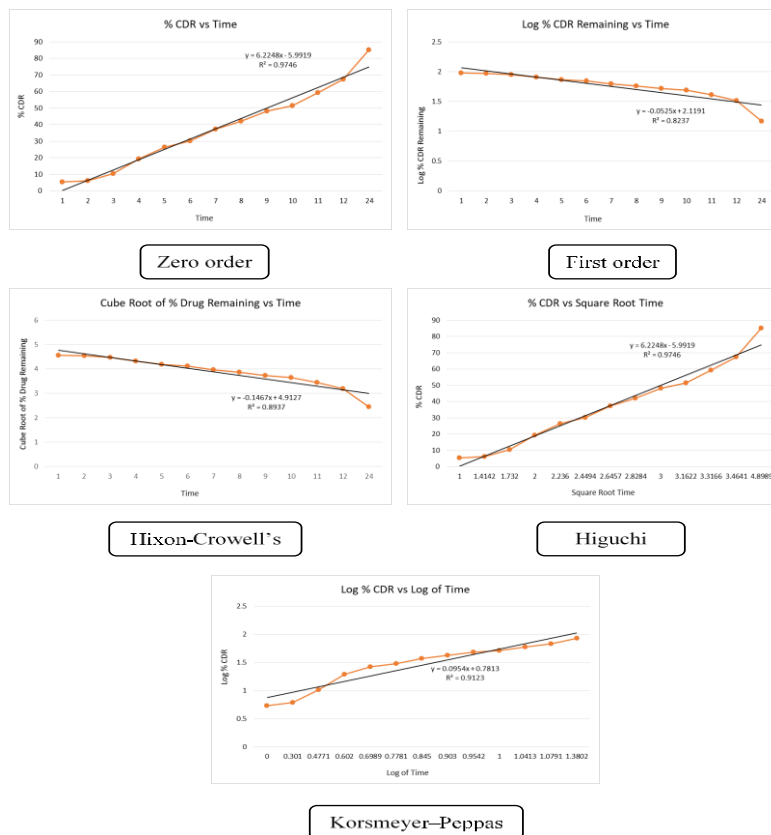 % CDR vs Time
90
80
70
60
50
40
30
20
10
0
% CDR
y = 6.2248x - 5.9919
R² = 0.9746
1 2 3 4 5 6 7 8 9 10 11 12 24
Time
Zero order
Log % CDR Remaining vs Time
2.5
2
1.5
1
0.5
0
Log % CDR Remaining
y = -0.0525x + 2.1191
R² = 0.8237
1 2 3 4 5 6 7 8 9 10 11 12 24
Time
First order
Cube Root of % Drug Remaining vs Time
6
5
4
3
2
1
0
Cube Root of % Drug Remaining
y = -0.1467x + 4.9127
R² = 0.8937
1 2 3 4 5 6 7 8 9 10 11 12 24
Time
Hixon-Crowell's
% CDR vs Square Root Time
90
80
70
60
50
40
30
20
10
0
% CDR
y = 6.2248x - 5.9919
R² = 0.9746
1 1.4142 1.732 2 2.236 2.4494 2.6457 2.8284 3 3.1622 3.3166 3.4641 4.8989
Square Root Time
Higuchi
Log % CDR vs Log of Time
2.5
2
1.5
1
0.5
0
Log % CDR
y = 0.0954x + 0.7813
R² = 0.9123
0 0.301 0.4771 0.602 0.6989 0.7781 0.845 0.903 0.9542 1 1.0413 1.0791 1.3802
Log of Time
Korsmeyer–Peppas